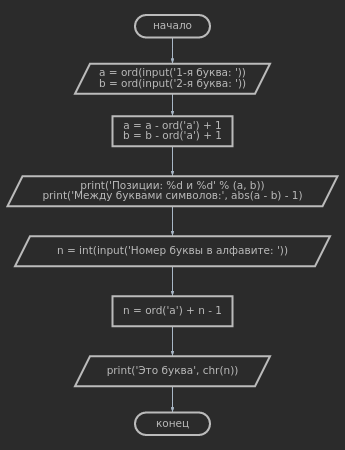 начало
a = ord(input('1-я буква: '))
b = ord(input('2-я буква: '))
a = a - ord('a') + 1
b = b - ord('a') + 1
print('Позиции: %d и %d' % (a, b))
print('Между буквами символов:', abs(a - b) - 1)
n = int(input('Номер буквы в алфавите: '))
n = ord('a') + n - 1
print('Это буква', chr(n))
конец